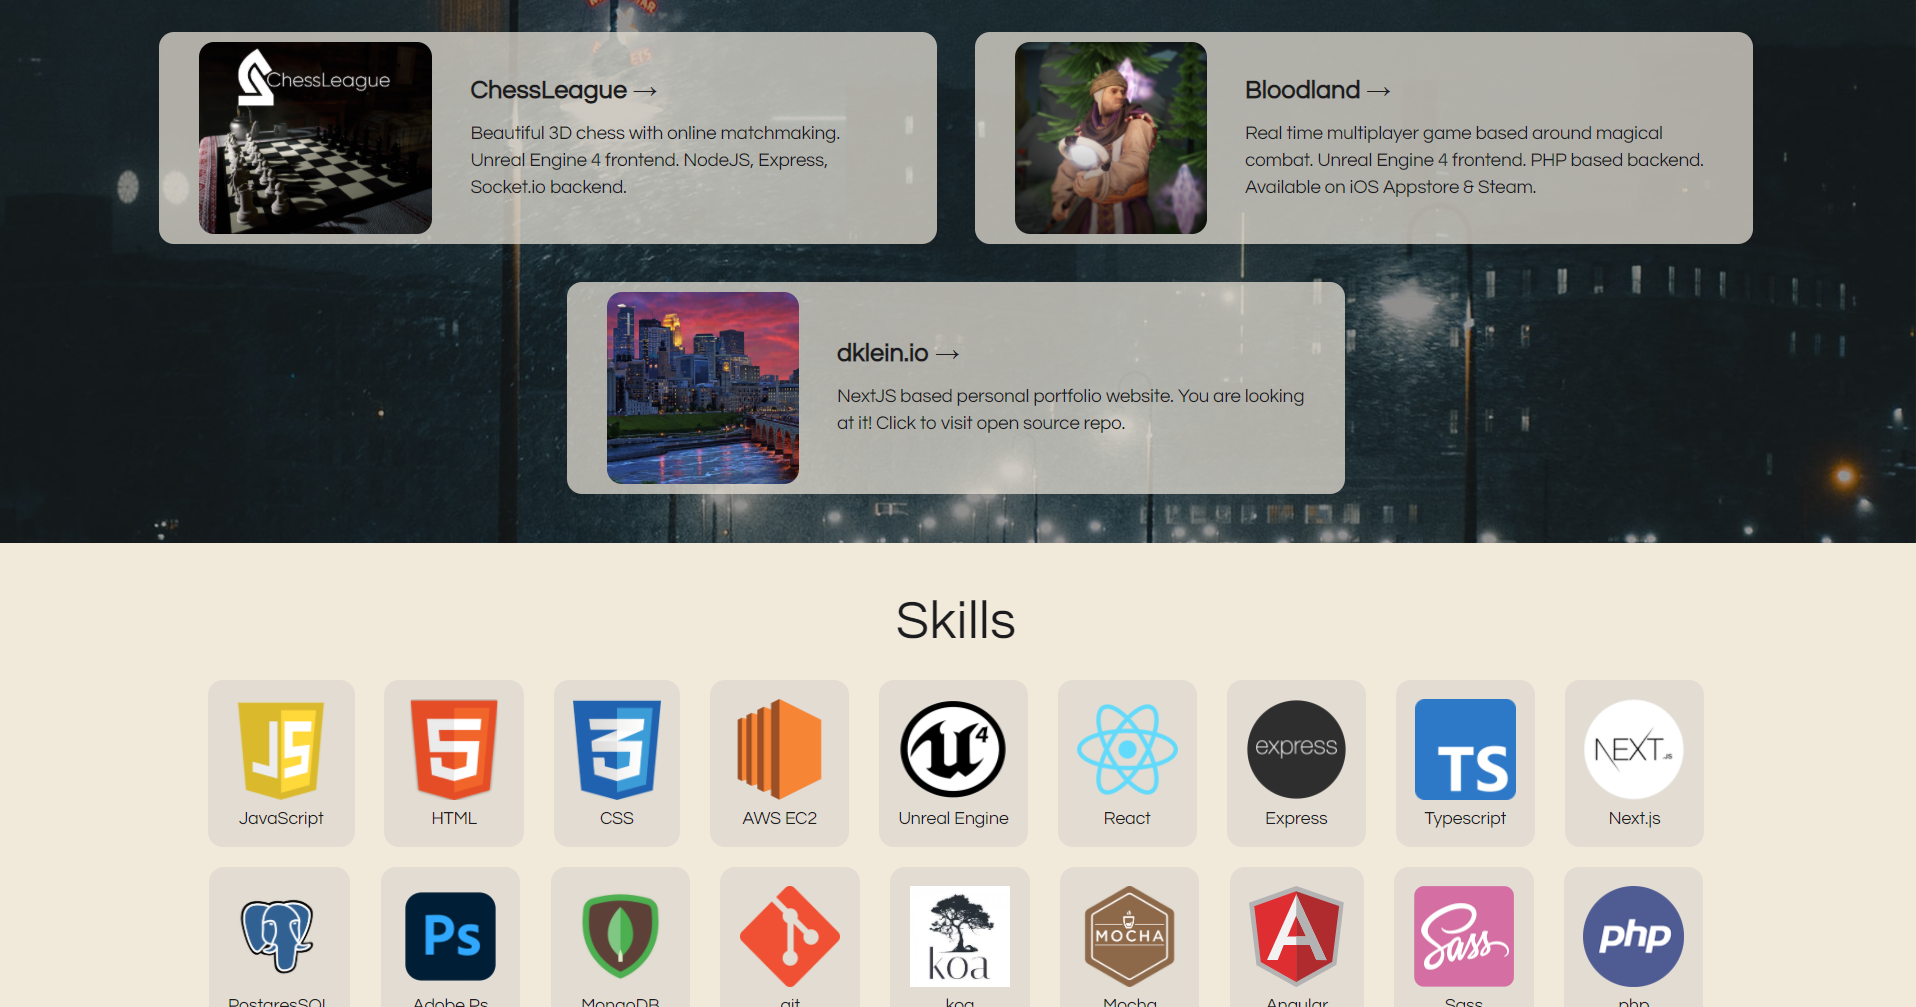 ChessLeague
ChessLeague →
Beautiful 3D chess with online matchmaking.
Unreal Engine 4 frontend. NodeJS, Express,
Socket.io backend.
Bloodland →
Real time multiplayer game based around magical
combat. Unreal Engine 4 frontend. PHP based backend.
Available on iOS Appstore & Steam.
dklein.io →
NextJS based personal portfolio website. You are looking
at it! Click to visit open source repo.
Skills
JS
5
3
U4
express
TS
NEXT.JS
JavaScript
HTML
CSS
AWS EC2
Unreal Engine
React
Express
Typescript
Next.js
Ps
koa
MOCHA
A
Sass
php
PostgresSQL
Adobe Ps
MongoDB
git
koa
Mocha
Angular
Sass
php